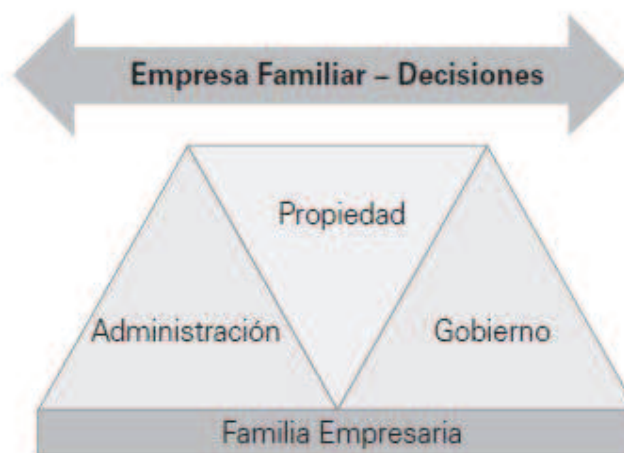 Empresa Familiar – Decisiones
Propiedad
Administración
Gobierno
Familia Empresaria